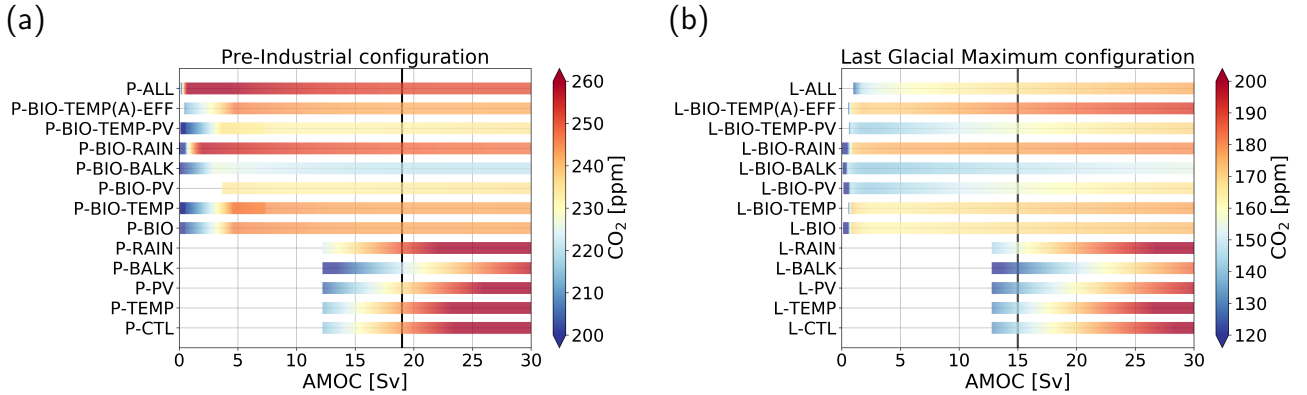 (a)
Pre-Industrial configuration
P-ALL
P-BIO-TEMP(A)-EFF
P-BIO-TEMP-PV
P-BIO-RAIN
P-BIO-BALK
P-BIO-PV
P-BIO-TEMP
P-BIO
P-RAIN
P-BALK
P-PV
P-TEMP
P-CTL
0 5 10 15 20 25 30
AMOC [Sv]
260
250
240
230
220
210
200
CO₂ [ppm]
(b)
Last Glacial Maximum configuration
L-ALL
L-BIO-TEMP(A)-EFF
L-BIO-TEMP-PV
L-BIO-RAIN
L-BIO-BALK
L-BIO-PV
L-BIO-TEMP
L-BIO
L-RAIN
L-BALK
L-PV
L-TEMP
L-CTL
0 5 10 15 20 25 30
AMOC [Sv]
200
190
180
170
160
150
140
130
120
CO₂ [ppm]